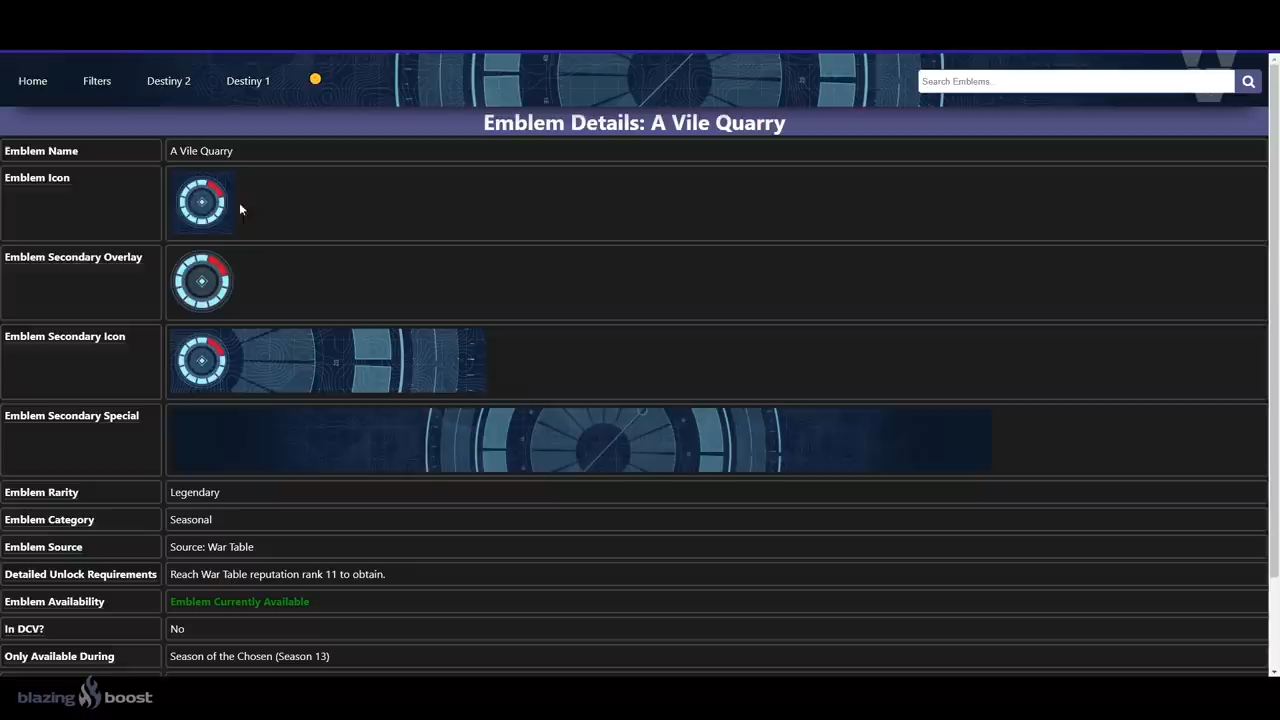 Home Filters Destiny 2 Destiny 1 Search Emblems...
Emblem Details: A Vile Quarry
Emblem Name A Vile Quarry
Emblem Icon
Emblem Secondary Overlay
Emblem Secondary Icon
Emblem Secondary Special
Emblem Rarity Legendary
Emblem Category Seasonal
Emblem Source Source: War Table
Detailed Unlock Requirements Reach War Table reputation rank 11 to obtain.
Emblem Availability Emblem Currently Available
In DCV? No
Only Available During Season of the Chosen (Season 13)
blazing boost